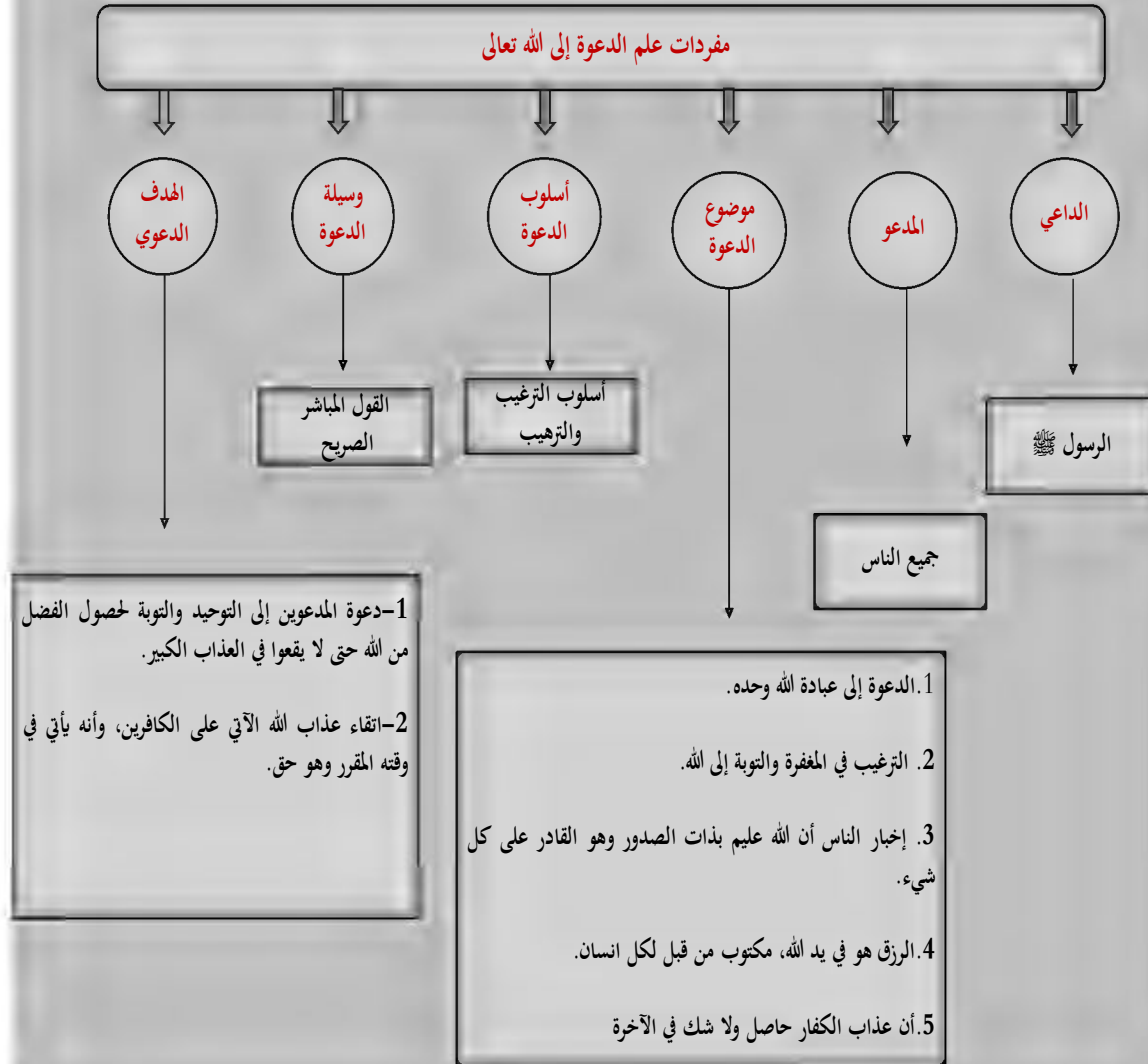 مفردات علم الدعوة إلى الله تعالى
الداعي
المدعو
موضوع
الدعوة
أسلوب
الدعوة
وسيلة
الدعوة
الهدف
الدعوي
الرسول ﷺ
جميع الناس
1.الدعوة إلى عبادة الله وحده.
2. الترغيب في المغفرة والتوبة إلى الله.
3. إخبار الناس أن الله عليم بذات الصدور وهو القادر على كل
شيء.
4.الرزق هو في يد الله، مكتوب من قبل لكل انسان.
5.أن عذاب الكفار حاصل ولا شك في الآخرة
أسلوب الترغيب
والترهيب
القول المباشر
الصريح
1–دعوة المدعوين إلى التوحيد والتوبة لحصول الفضل
من الله حتى لا يقعوا في العذاب الكبير.
2–اتقاء عذاب الله الآتي على الكافرين، وأنه يأتي في
وقته المقرر وهو حق.